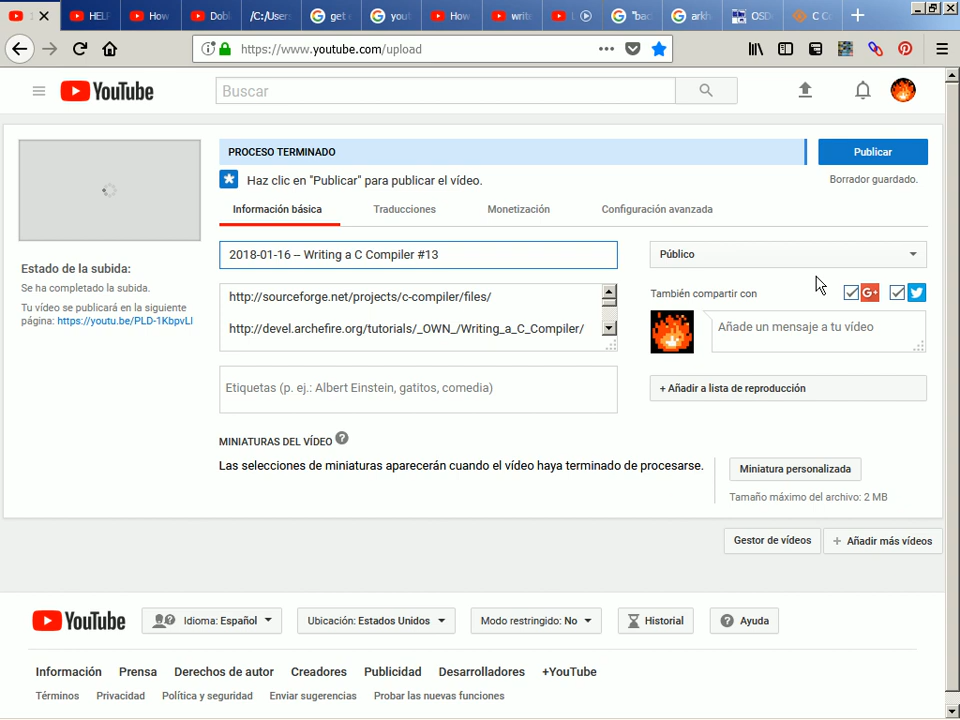 HELP
How
Dobl
/C:/Users
get e
yout
How
write
L
"bac
arkh
OSD
C Co
https://www.youtube.com/upload
YouTube
Buscar
PROCESO TERMINADO
Publicar
Haz clic en "Publicar" para publicar el vídeo.
Borrador guardado.
Información básica
Traducciones
Monetización
Configuración avanzada
2018-01-16 -- Writing a C Compiler #13
Público
Estado de la subida:
Se ha completado la subida.
Tu vídeo se publicará en la siguiente
página: https://youtu.be/PLD-1KbpvLI
http://sourceforge.net/projects/c-compiler/files/
http://devel.archefire.org/tutorials/_OWN_/Writing_a_C_Compiler/
También compartir con
G+
Añade un mensaje a tu vídeo
Etiquetas (p. ej.: Albert Einstein, gatitos, comedia)
+ Añadir a lista de reproducción
MINIATURAS DEL VÍDEO ?
Las selecciones de miniaturas aparecerán cuando el vídeo haya terminado de procesarse.
Miniatura personalizada
Tamaño máximo del archivo: 2 MB
Gestor de vídeos
+ Añadir más vídeos
YouTube
Idioma: Español
Ubicación: Estados Unidos
Modo restringido: No
Historial
? Ayuda
Información Prensa Derechos de autor Creadores Publicidad Desarrolladores +YouTube
Términos Privacidad Política y seguridad Enviar sugerencias Probar las nuevas funciones